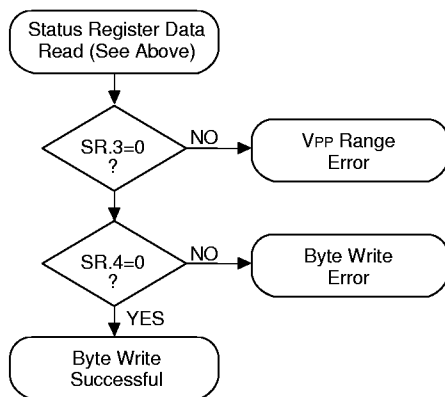 Status Register Data
Read (See Above)
SR.3=0
?
NO
VPP Range
Error
SR.4=0
?
NO
Byte Write
Error
YES
Byte Write
Successful